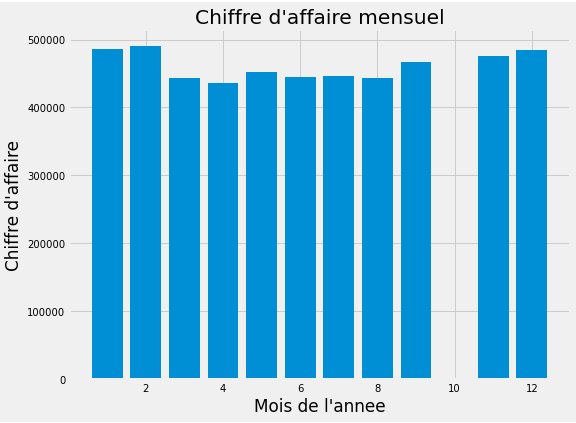 Chiffre d'affaire mensuel
500000
400000
300000
200000
100000
0
Chiffre d'affaire
2 4 6 8 10 12
Mois de l'annee